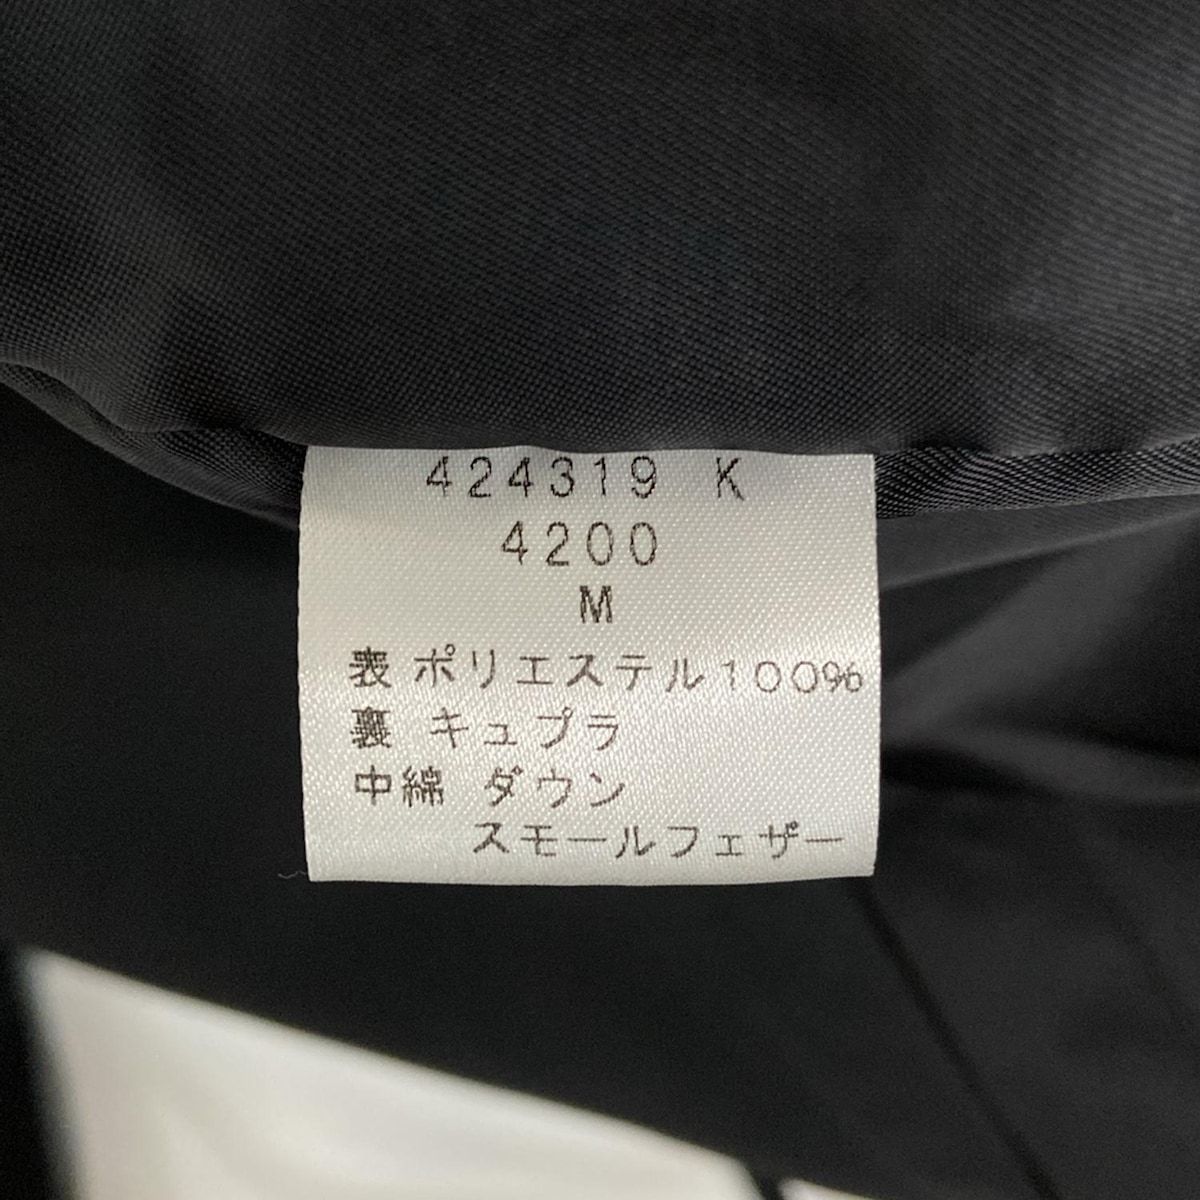 424319 K
4200
M
表 ポリエステル100%
裏 キュプラ
中綿 ダウン
スモールフェザー